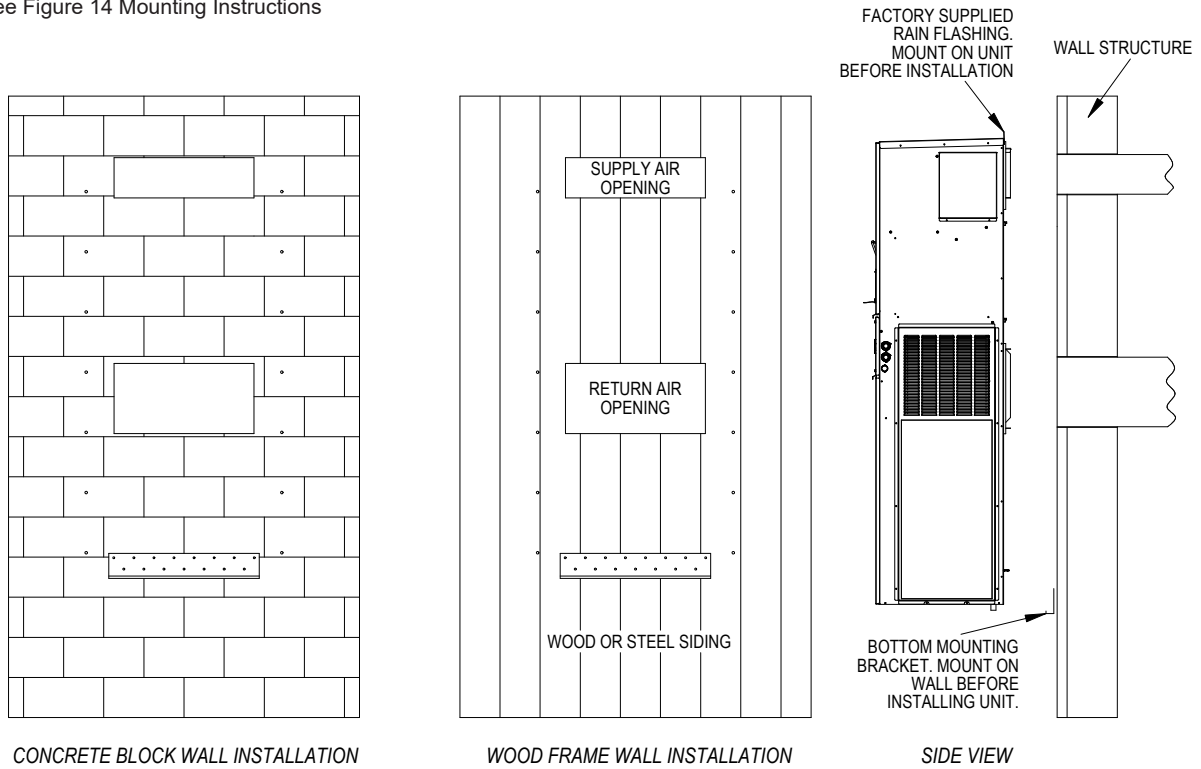 ee Figure 14 Mounting Instructions
FACTORY SUPPLIED
RAIN FLASHING.
MOUNT ON UNIT
BEFORE INSTALLATION
WALL STRUCTURE
SUPPLY AIR
OPENING
RETURN AIR
OPENING
WOOD OR STEEL SIDING
BOTTOM MOUNTING
BRACKET. MOUNT ON
WALL BEFORE
INSTALLING UNIT.
CONCRETE BLOCK WALL INSTALLATION
WOOD FRAME WALL INSTALLATION
SIDE VIEW